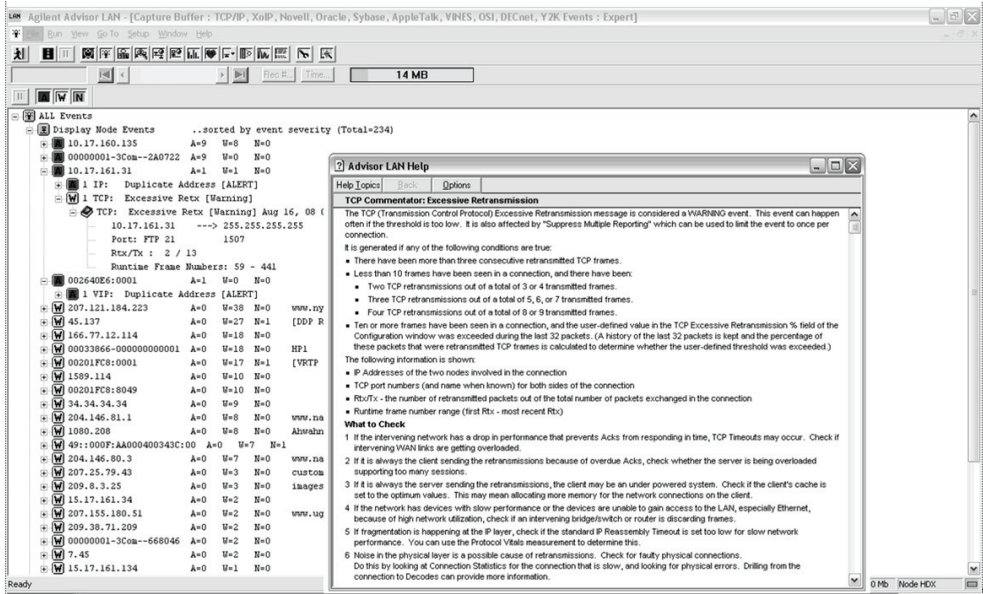 Agilent Advisor LAN - [Capture Buffer : TCP/IP, XoIP, Novell, Oracle, Sybase, AppleTalk, VINES, OSI, DECnet, Y2K Events : Expert]
File Run View Go To Setup Window Help
Rec #... Time... 14 MB
A W N
ALL Events
Display Node Events ..sorted by event severity (Total=234)
A 10.17.160.135 A=9 W=8 N=0
A 00000001-3Com--2A0722 A=9 W=0 N=0
A 10.17.161.31 A=1 W=1 N=0
A 1 IP: Duplicate Address [ALERT]
W 1 TCP: Excessive Retx [Warning]
TCP: Excessive Retx [Warning] Aug 16, 08 (
10.17.161.31 ---> 255.255.255.255
Port: FTP 21 1507
Rtx/Tx : 2 / 13
Runtime Frame Numbers: 59 - 441
A 002640E6:0001 A=1 W=0 N=0
A 1 VIP: Duplicate Address [ALERT]
W 207.121.184.223 A=0 W=38 N=0 www.ny
W 45.137 A=0 W=27 N=1 [DDP R
W 166.77.12.114 A=0 W=18 N=0
W 00033866-000000000001 A=0 W=18 N=0 HP1
W 00201FC8:0001 A=0 W=17 N=1 [VRTP
W 1589.114 A=0 W=10 N=0
W 00201FC8:8049 A=0 W=10 N=0
W 34.34.34.34 A=0 W=9 N=0
W 204.146.81.1 A=0 W=8 N=0 www.na
W 1080.208 A=0 W=8 N=0 Ahwahn
W 49::000F:AA000400343C:00 A=0 W=7 N=1
W 204.146.80.3 A=0 W=7 N=0 www.na
W 207.25.79.43 A=0 W=3 N=0 custom
W 209.8.3.25 A=0 W=3 N=0 images
W 15.17.161.34 A=0 W=2 N=0
W 207.155.180.51 A=0 W=2 N=0 www.ug
W 209.38.71.209 A=0 W=2 N=0
W 00000001-3Com--668046 A=0 W=2 N=0
W 7.45 A=0 W=2 N=0
W 15.17.161.134 A=0 W=1 N=0
Ready
Advisor LAN Help
Help Topics Back Options
TCP Commentator: Excessive Retransmission
The TCP (Transmission Control Protocol) Excessive Retransmission message is considered a WARNING event. This event can happen
often if the threshold is too low. It is also affected by "Suppress Multiple Reporting" which can be used to limit the event to once per
connection.
It is generated if any of the following conditions are true:
▪ There have been more than three consecutive retransmitted TCP frames.
▪ Less than 10 frames have been seen in a connection, and there have been:
▪ Two TCP retransmissions out of a total of 3 or 4 transmitted frames.
▪ Three TCP retransmissions out of a total of 5, 6, or 7 transmitted frames.
▪ Four TCP retransmissions out of a total of 8 or 9 transmitted frames.
▪ Ten or more frames have been seen in a connection, and the user-defined value in the TCP Excessive Retransmission % field of the
Configuration window was exceeded during the last 32 packets. (A history of the last 32 packets is kept and the percentage of
these packets that were retransmitted TCP frames is calculated to determine whether the user-defined threshold was exceeded.)
The following information is shown:
▪ IP Addresses of the two nodes involved in the connection
▪ TCP port numbers (and name when known) for both sides of the connection
▪ Rtx/Tx - the number of retransmitted packets out of the total number of packets exchanged in the connection
▪ Runtime frame number range (first Rtx - most recent Rtx)
What to Check
1 If the intervening network has a drop in performance that prevents Acks from responding in time, TCP Timeouts may occur. Check if
intervening WAN links are getting overloaded.
2 If it is always the client sending the retransmissions because of overdue Acks, check whether the server is being overloaded
supporting too many sessions.
3 If it is always the server sending the retransmissions, the client may be an under powered system. Check if the client's cache is
set to the optimum values. This may mean allocating more memory for the network connections on the client.
4 If the network has devices with slow performance or the devices are unable to gain access to the LAN, especially Ethernet,
because of high network utilization, check if an intervening bridge/switch or router is discarding frames.
5 If fragmentation is happening at the IP layer, check if the standard IP Reassembly Timeout is set too low for slow network
performance. You can use the Protocol Vitals measurement to determine this.
6 Noise in the physical layer is a possible cause of retransmissions. Check for faulty physical connections.
Do this by looking at Connection Statistics for the connection that is slow, and looking for physical errors. Drilling from the
connection to Decodes can provide more information.
0 Mb Node HDX